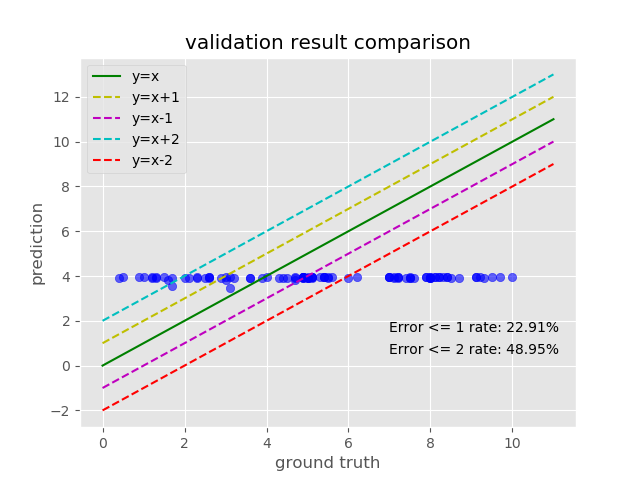 validation result comparison
y=x
y=x+1
y=x-1
y=x+2
y=x-2
12
10
8
6
4
2
0
−2
prediction
Error <= 1 rate: 22.91%
Error <= 2 rate: 48.95%
0 2 4 6 8 10
ground truth